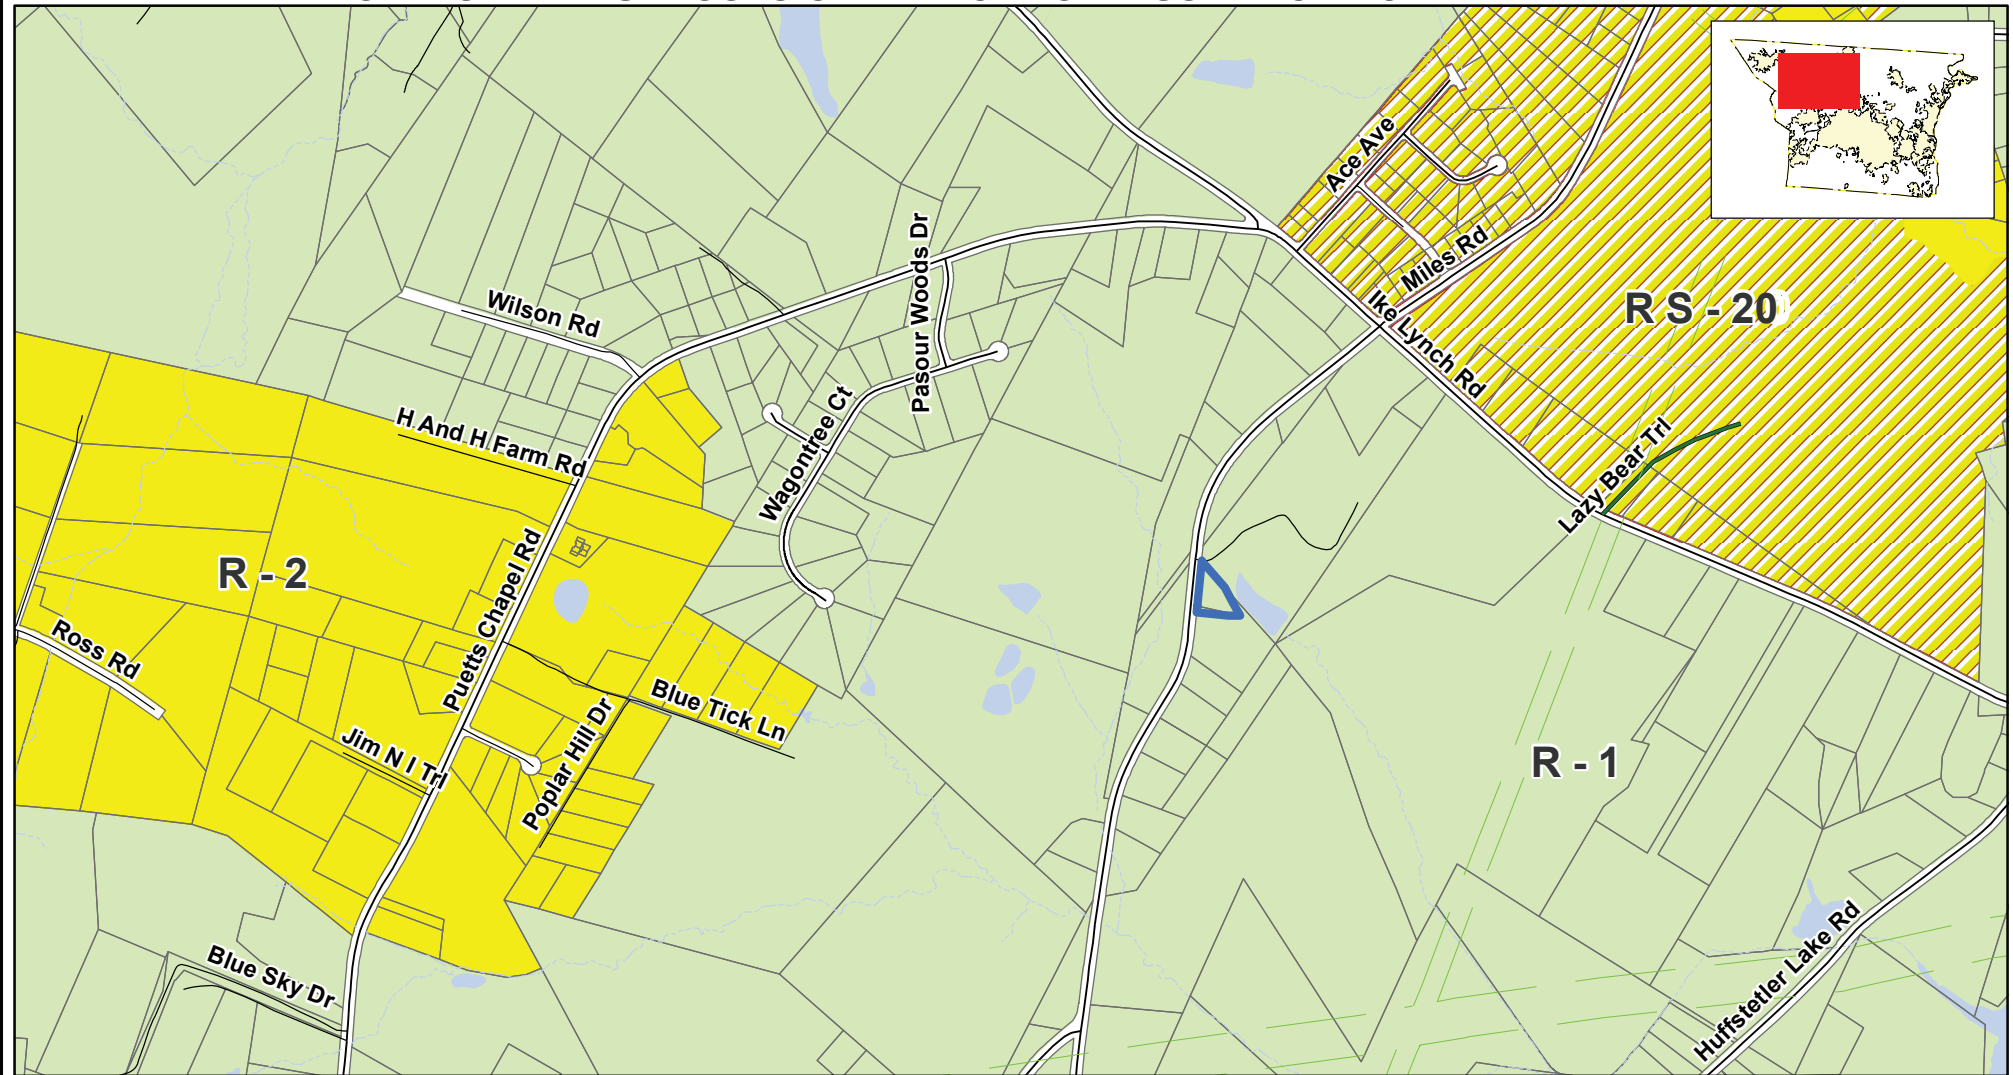 Ace Ave
Miles Rd
Pasour Woods Dr
Wilson Rd
Ike Lynch Rd
R S - 20
H And H Farm Rd
Wagontree Ct
Lazy Bear Trl
R - 2
Puetts Chapel Rd
Ross Rd
Blue Tick Ln
Jim N I Trl
Poplar Hill Dr
R - 1
Blue Sky Dr
Huffstetler Lake Rd